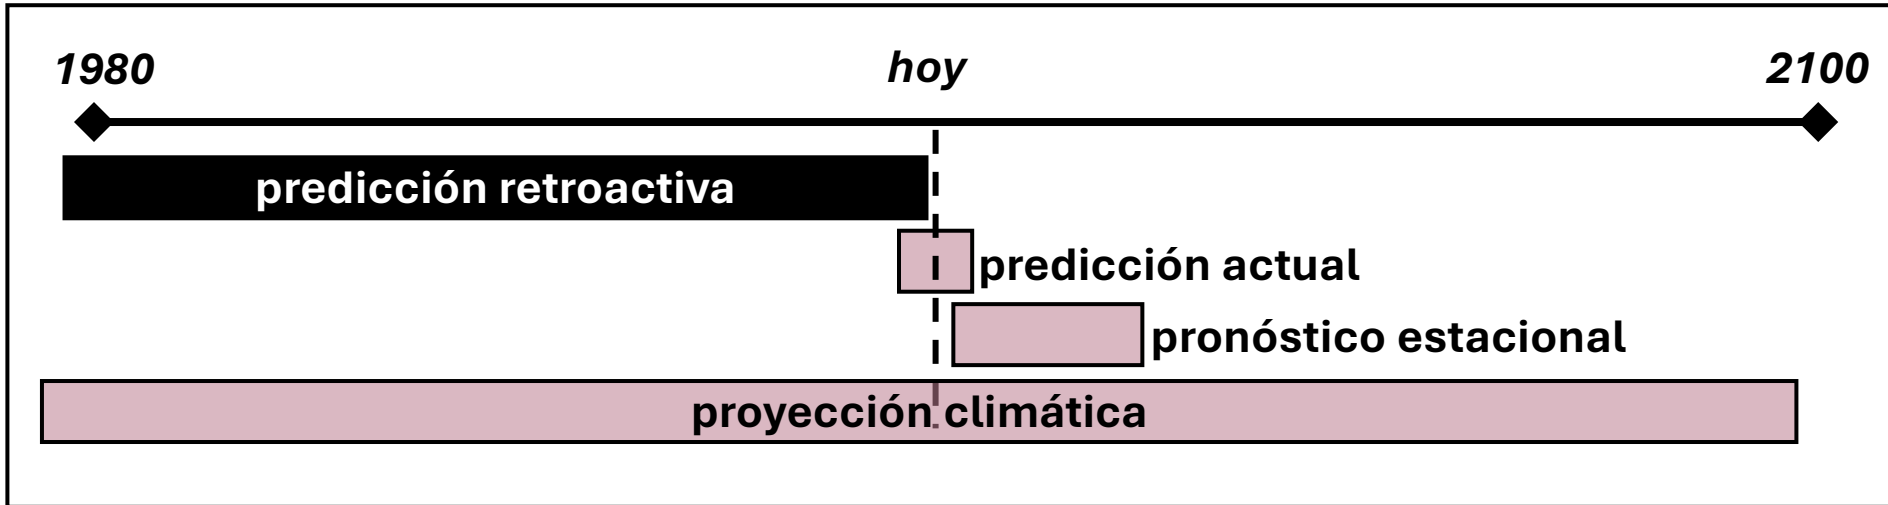 1980 hoy 2100
predicción retroactiva
predicción actual
pronóstico estacional
proyección climática